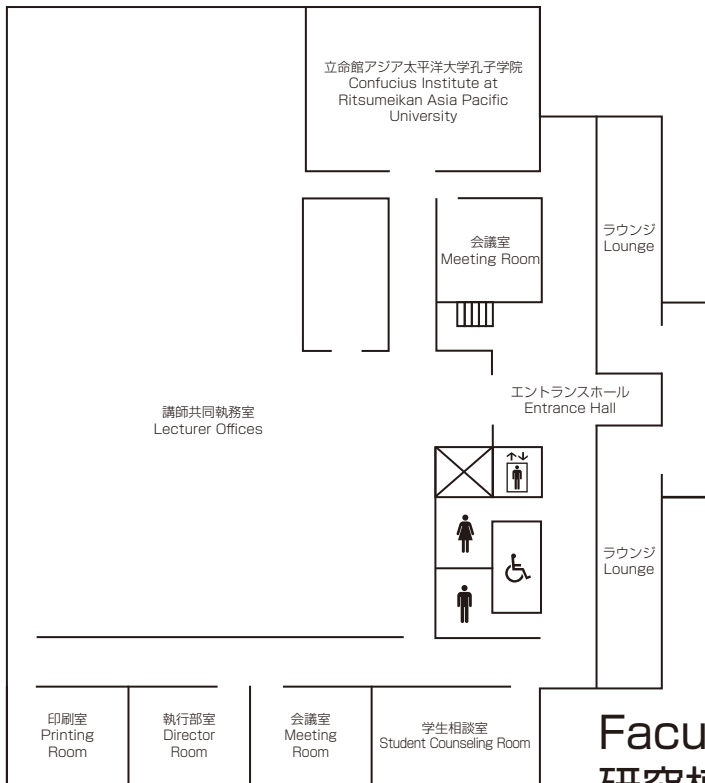 立命館アジア太平洋大学孔子学院
Confucius Institute at
Ritsumeikan Asia Pacific
University
会議室
Meeting Room
ラウンジ
Lounge
エントランスホール
Entrance Hall
講師共同執務室
Lecturer Offices
ラウンジ
Lounge
印刷室
Printing
Room
執行部室
Director
Room
会議室
Meeting
Room
学生相談室
Student Counseling Room
Facu
研究